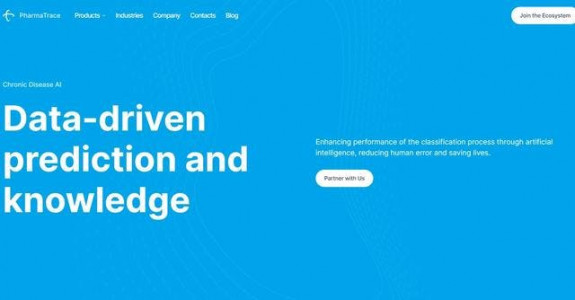 PharmaTrace Products Industries Company Contacts Blog Join the Ecosystem
Chronic Disease AI
Data-driven
prediction and
knowledge
Enhancing performance of the classification process through artificial
intelligence, reducing human error and saving lives.
Partner with Us